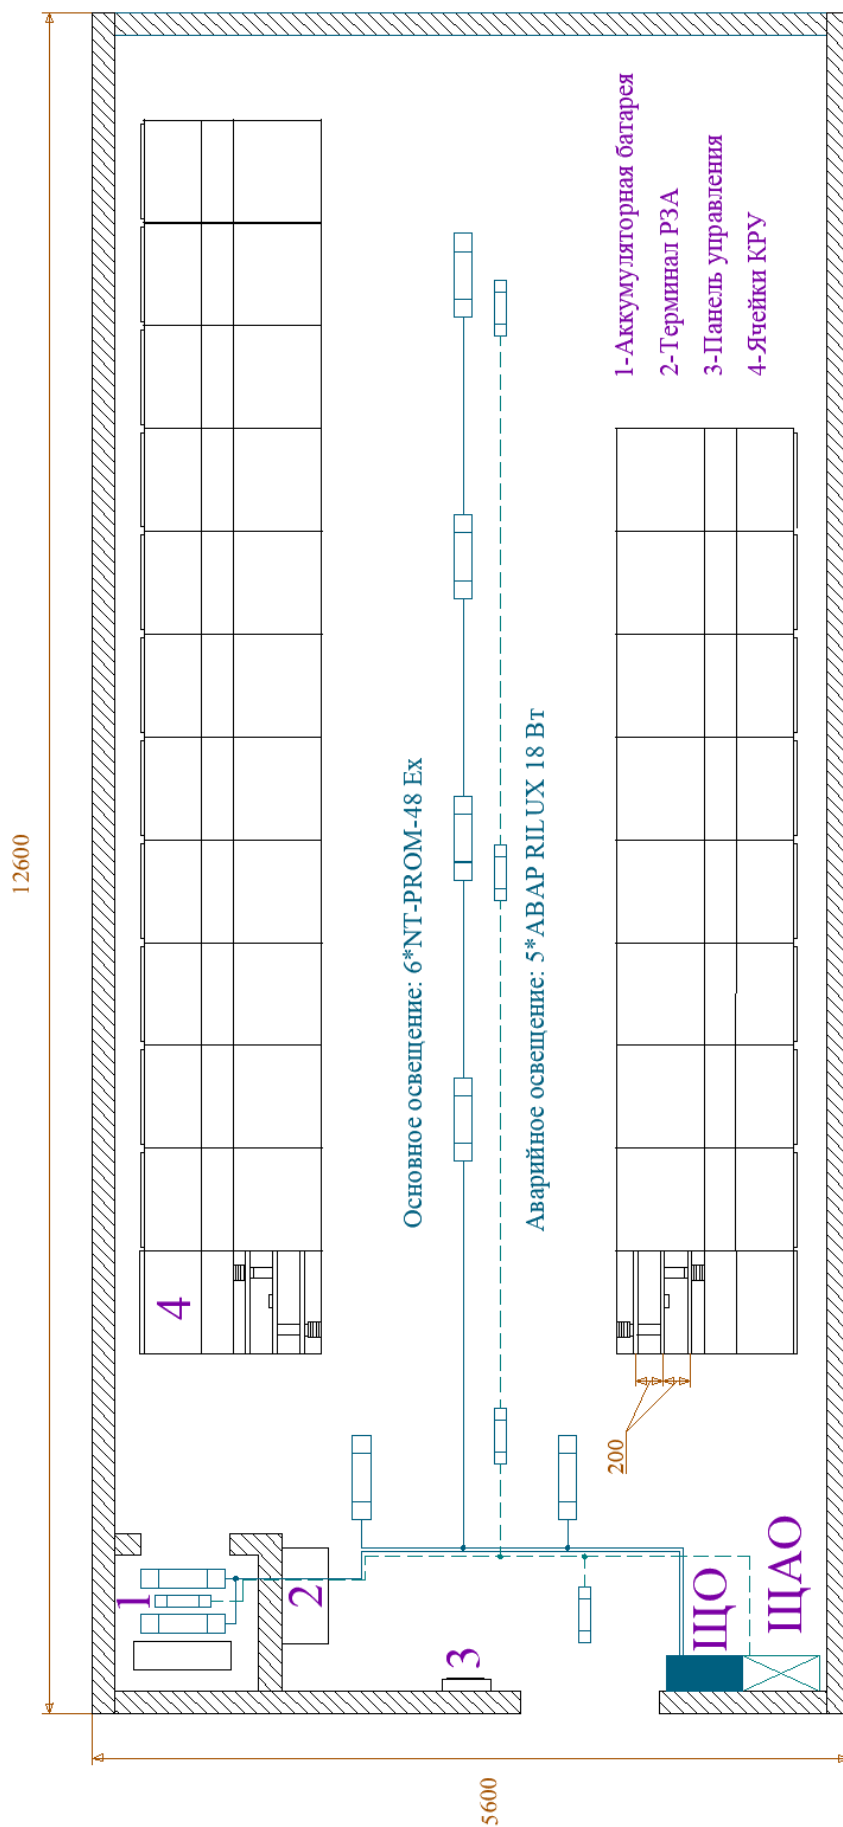 12600
5600
200
1-Аккумуляторная батарея
2-Терминал РЗА
3-Панель управления
4-Ячейки КРУ
Основное освещение: 6*NT-PROM-48 Ex
Аварийное освещение: 5*АВАР RILUX 18 Вт
4
1
2
3
ЩО
ЩАО